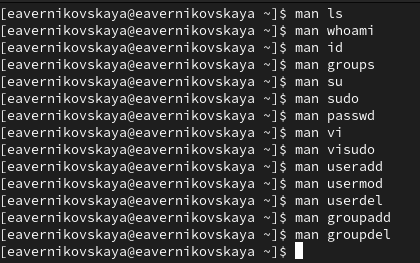 [eavernikovskaya@eavernikovskaya ~]$ man ls
[eavernikovskaya@eavernikovskaya ~]$ man whoami
[eavernikovskaya@eavernikovskaya ~]$ man id
[eavernikovskaya@eavernikovskaya ~]$ man groups
[eavernikovskaya@eavernikovskaya ~]$ man su
[eavernikovskaya@eavernikovskaya ~]$ man sudo
[eavernikovskaya@eavernikovskaya ~]$ man passwd
[eavernikovskaya@eavernikovskaya ~]$ man vi
[eavernikovskaya@eavernikovskaya ~]$ man visudo
[eavernikovskaya@eavernikovskaya ~]$ man useradd
[eavernikovskaya@eavernikovskaya ~]$ man usermod
[eavernikovskaya@eavernikovskaya ~]$ man userdel
[eavernikovskaya@eavernikovskaya ~]$ man groupadd
[eavernikovskaya@eavernikovskaya ~]$ man groupdel
[eavernikovskaya@eavernikovskaya ~]$